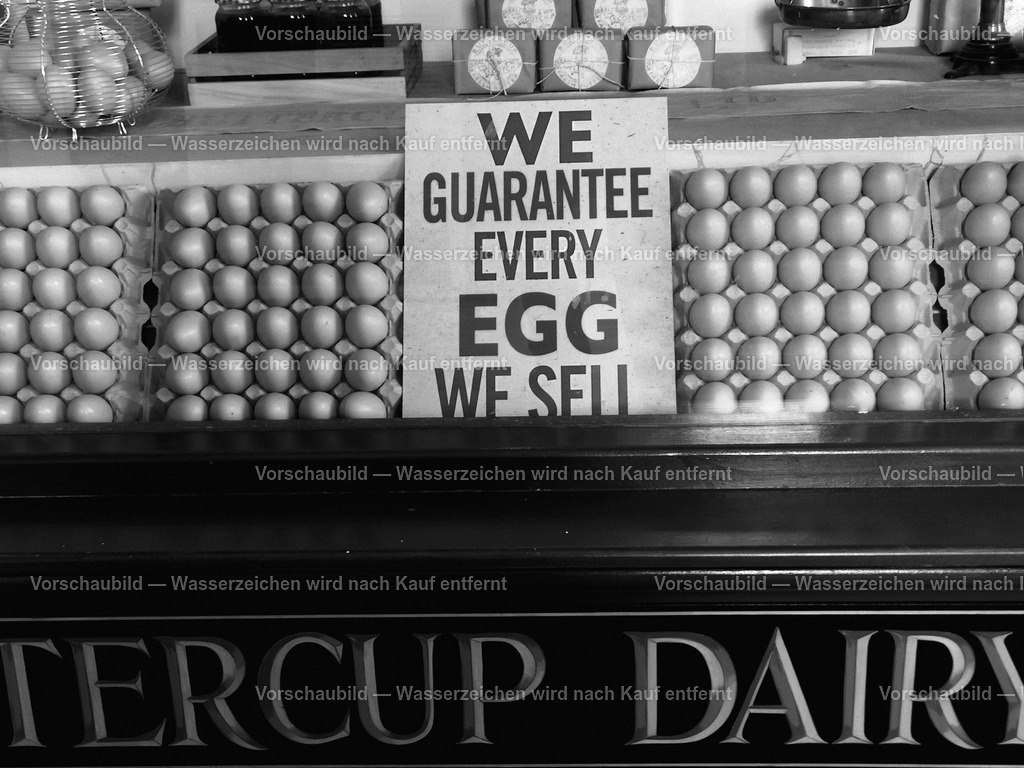 WE
GUARANTEE
EVERY
EGG
WE SELL
TERCUP DAIRY
Vorschaubild — Wasserzeichen wird nach Kauf entfernt